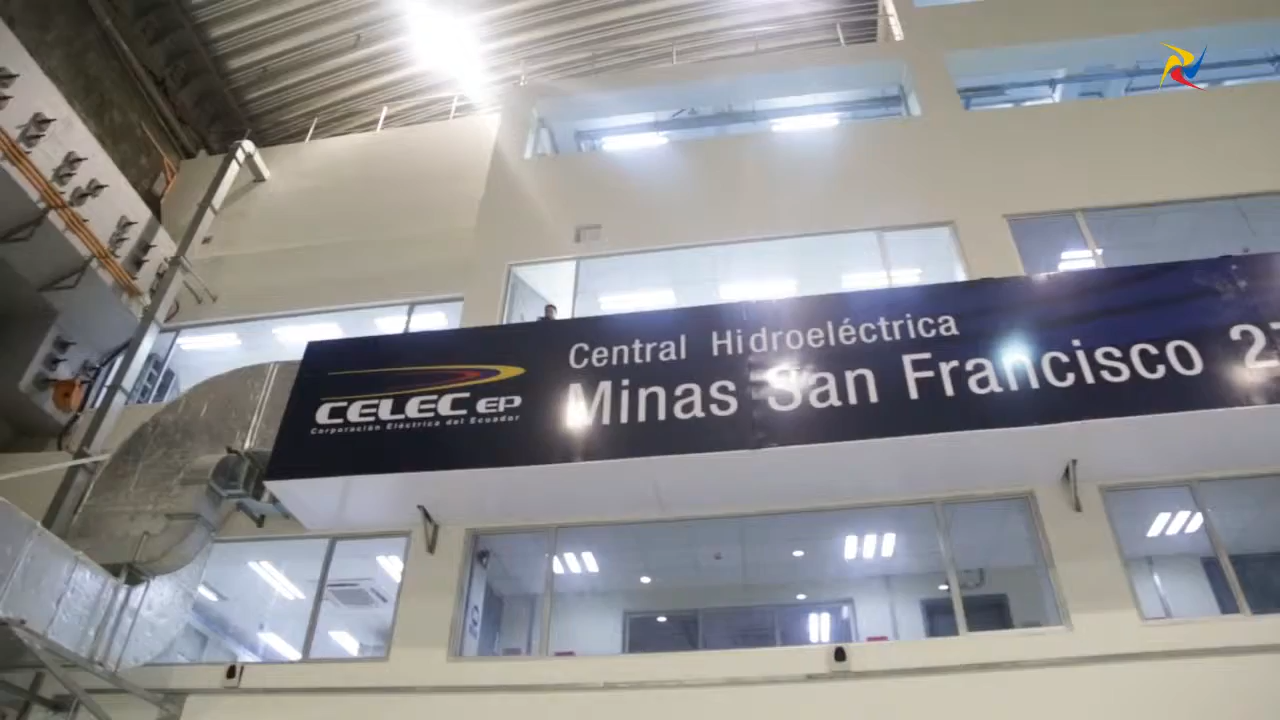 CELEC EP
Corporación Eléctrica del Ecuador
Central Hidroeléctrica
Minas San Francisco